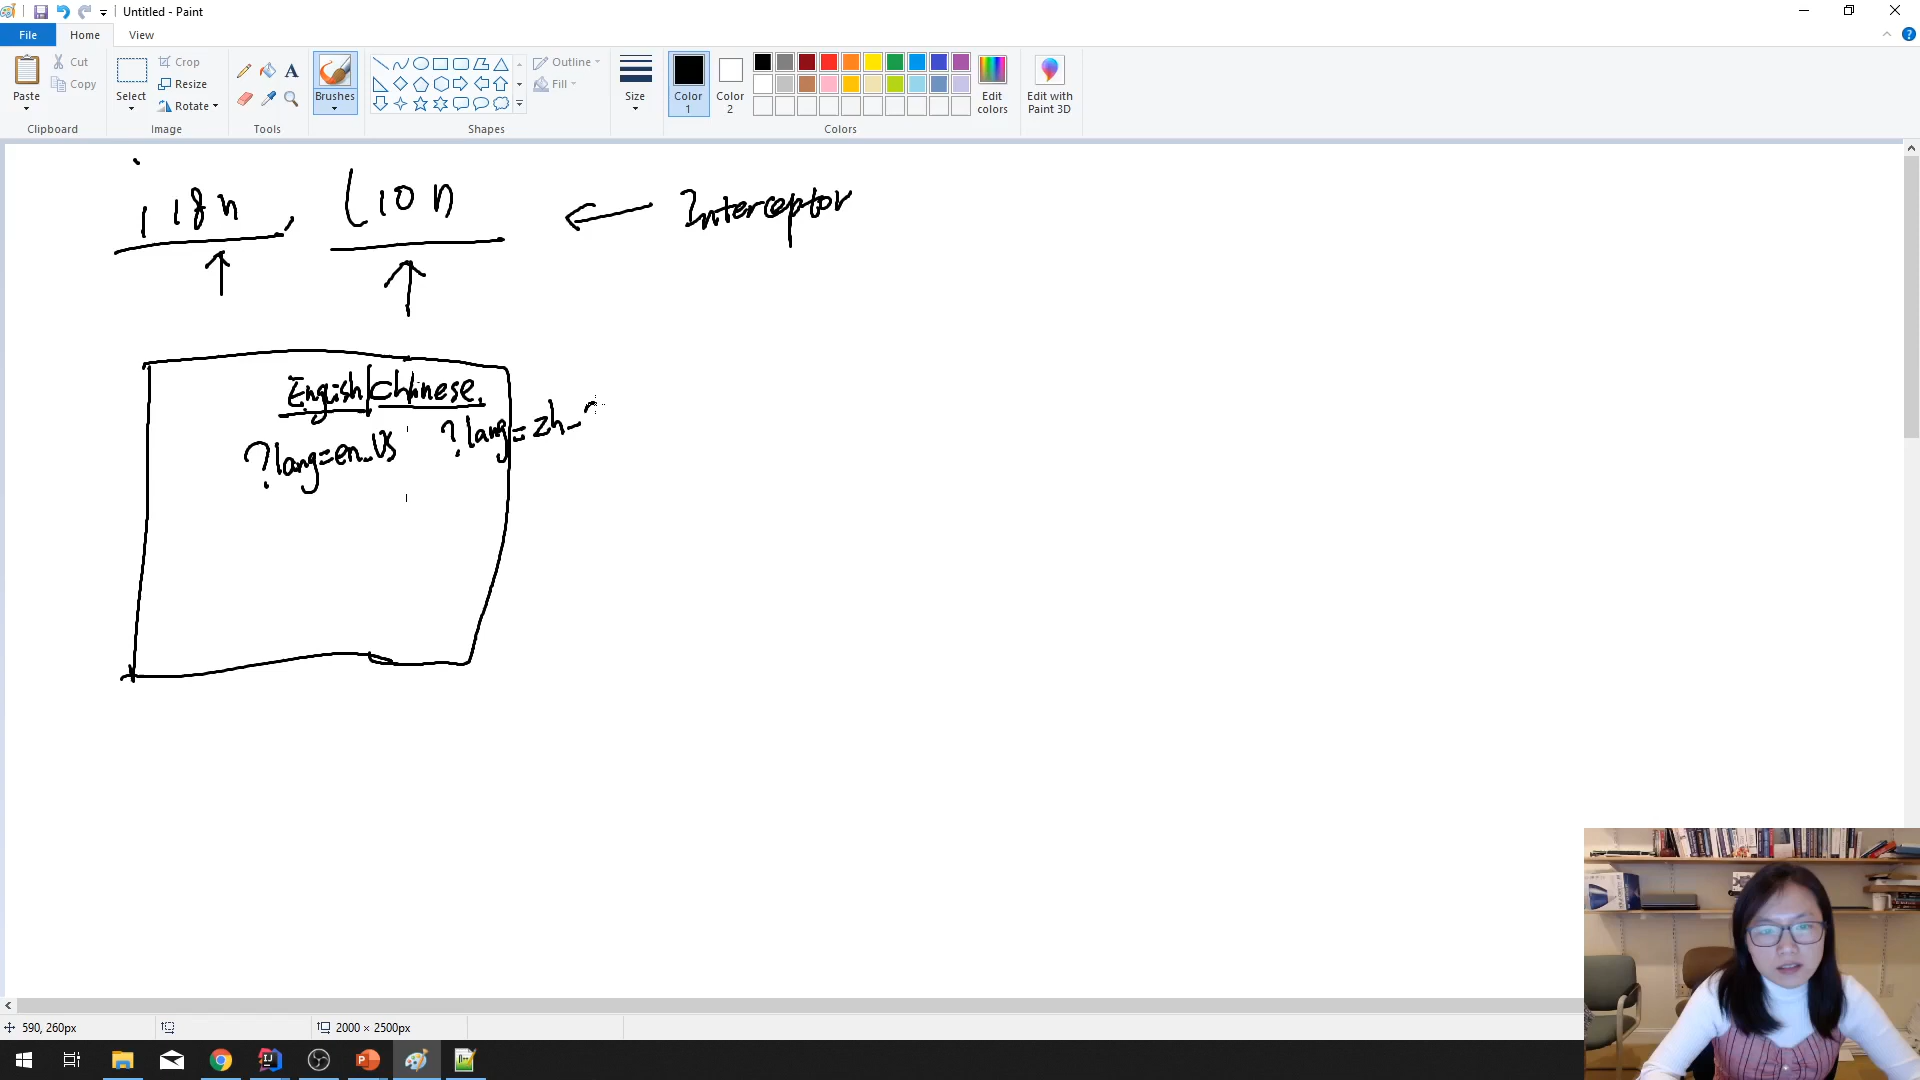 Untitled - Paint
File
Home
View
Paste
Cut
Copy
Clipboard
Select
Crop
Resize
Rotate
Image
Tools
Brushes
Shapes
Outline
Fill
Size
Color 1
Color 2
Edit colors
Edit with Paint 3D
Colors
i18n, L10n ← Interceptor
English|Chinese.
?lang=en_US ?lang=zh_
590, 260px
2000 × 2500px